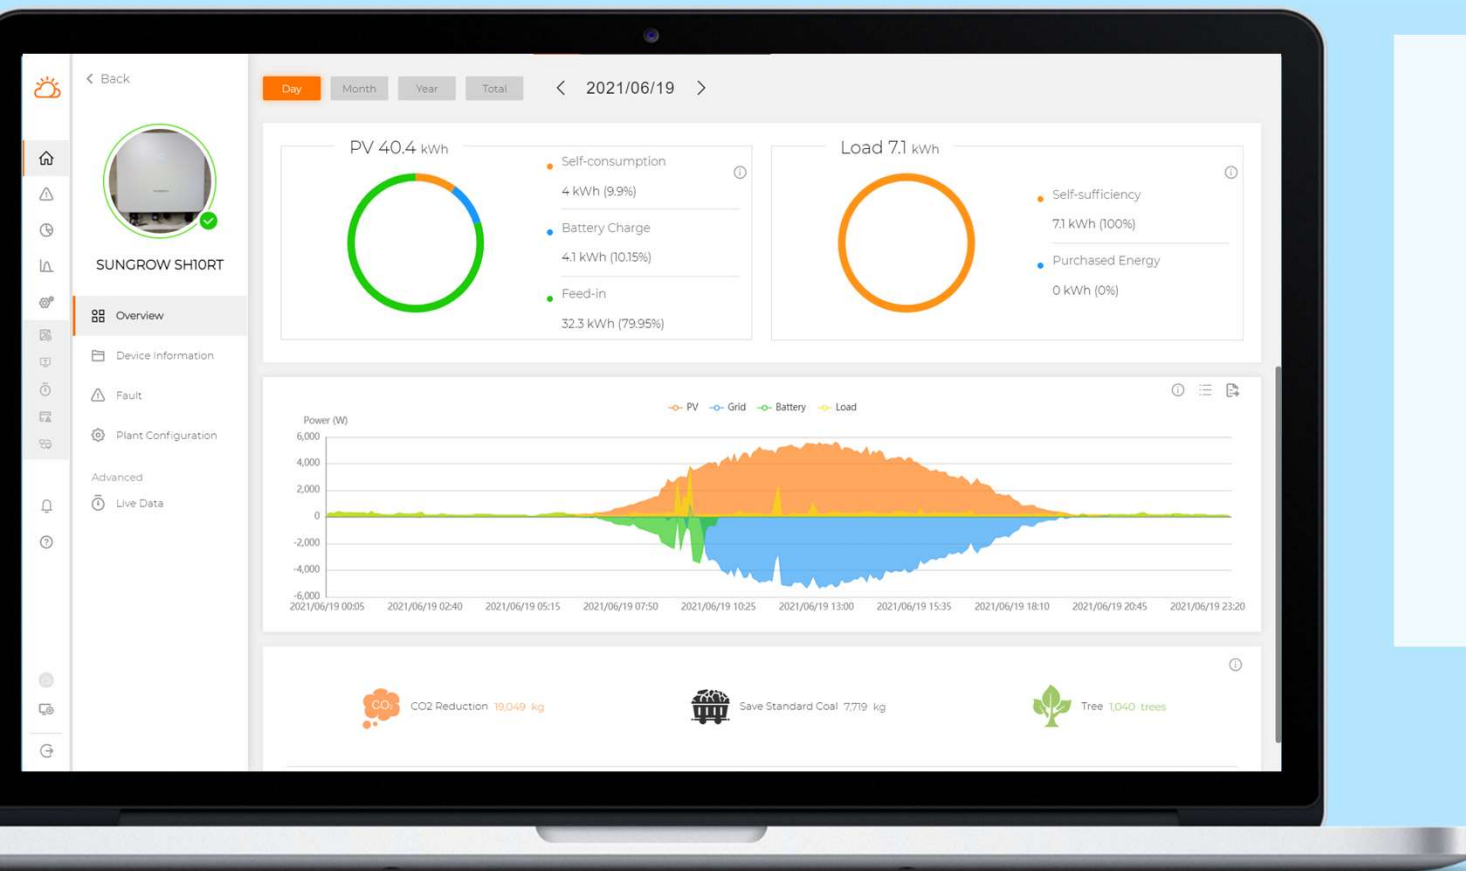 Back
SUNGROW SH10RT
Overview
Device Information
Fault
Plant Configuration
Advanced
Live Data
Day Month Year Total 2021/06/19
PV 40.4 kWh
Self-consumption
4 kWh (9.9%)
Battery Charge
4.1 kWh (10.15%)
Feed-in
32.3 kWh (79.95%)
Load 7.1 kWh
Self-sufficiency
7.1 kWh (100%)
Purchased Energy
0 kWh (0%)
PV Grid Battery Load
Power (W)
6,000
4,000
2,000
0
-2,000
-4,000
-6,000
2021/06/19 00:05 2021/06/19 02:40 2021/06/19 05:15 2021/06/19 07:50 2021/06/19 10:25 2021/06/19 13:00 2021/06/19 15:35 2021/06/19 18:10 2021/06/19 20:45 2021/06/19 23:20
CO2 CO2 Reduction 19,049 kg
Save Standard Coal 7,719 kg
Tree 1,040 trees